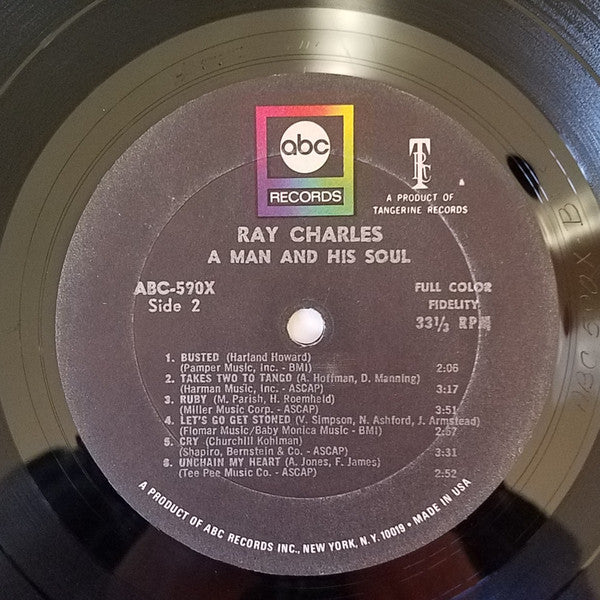 abc
RECORDS
TRC
A PRODUCT OF
TANGERINE RECORDS
RAY CHARLES
A MAN AND HIS SOUL
ABC-590X
Side 2
FULL COLOR
FIDELITY
33 1/3 RPM
1. BUSTED (Harland Howard)
(Pamper Music, Inc. - BMI) 2:06
2. TAKES TWO TO TANGO (A. Hoffman, D. Manning)
(Harman Music, Inc. - ASCAP) 3:17
3. RUBY (M. Parish, H. Roemheld)
(Miller Music Corp. - ASCAP) 3:51
4. LET'S GO GET STONED (V. Simpson, N. Ashford, J. Armstead)
(Flomar Music/Baby Monica Music - BMI) 2:57
5. CRY (Churchill Kohlman)
(Shapiro, Bernstein & Co. - ASCAP) 3:31
6. UNCHAIN MY HEART (A. Jones, F. James)
(Tee Pee Music Co. - ASCAP) 2:52
A PRODUCT OF ABC RECORDS INC., NEW YORK, N.Y. 10019 • MADE IN USA